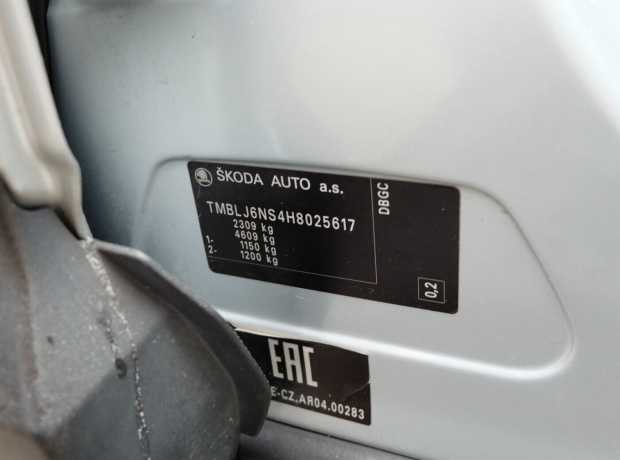 ŠKODA AUTO a.s.
TMBLJ6NS4H8025617
2309 kg
4609 kg
1- 1150 kg
2- 1200 kg
DBGC
0,2
EAC
E-CZ.AR04.00283